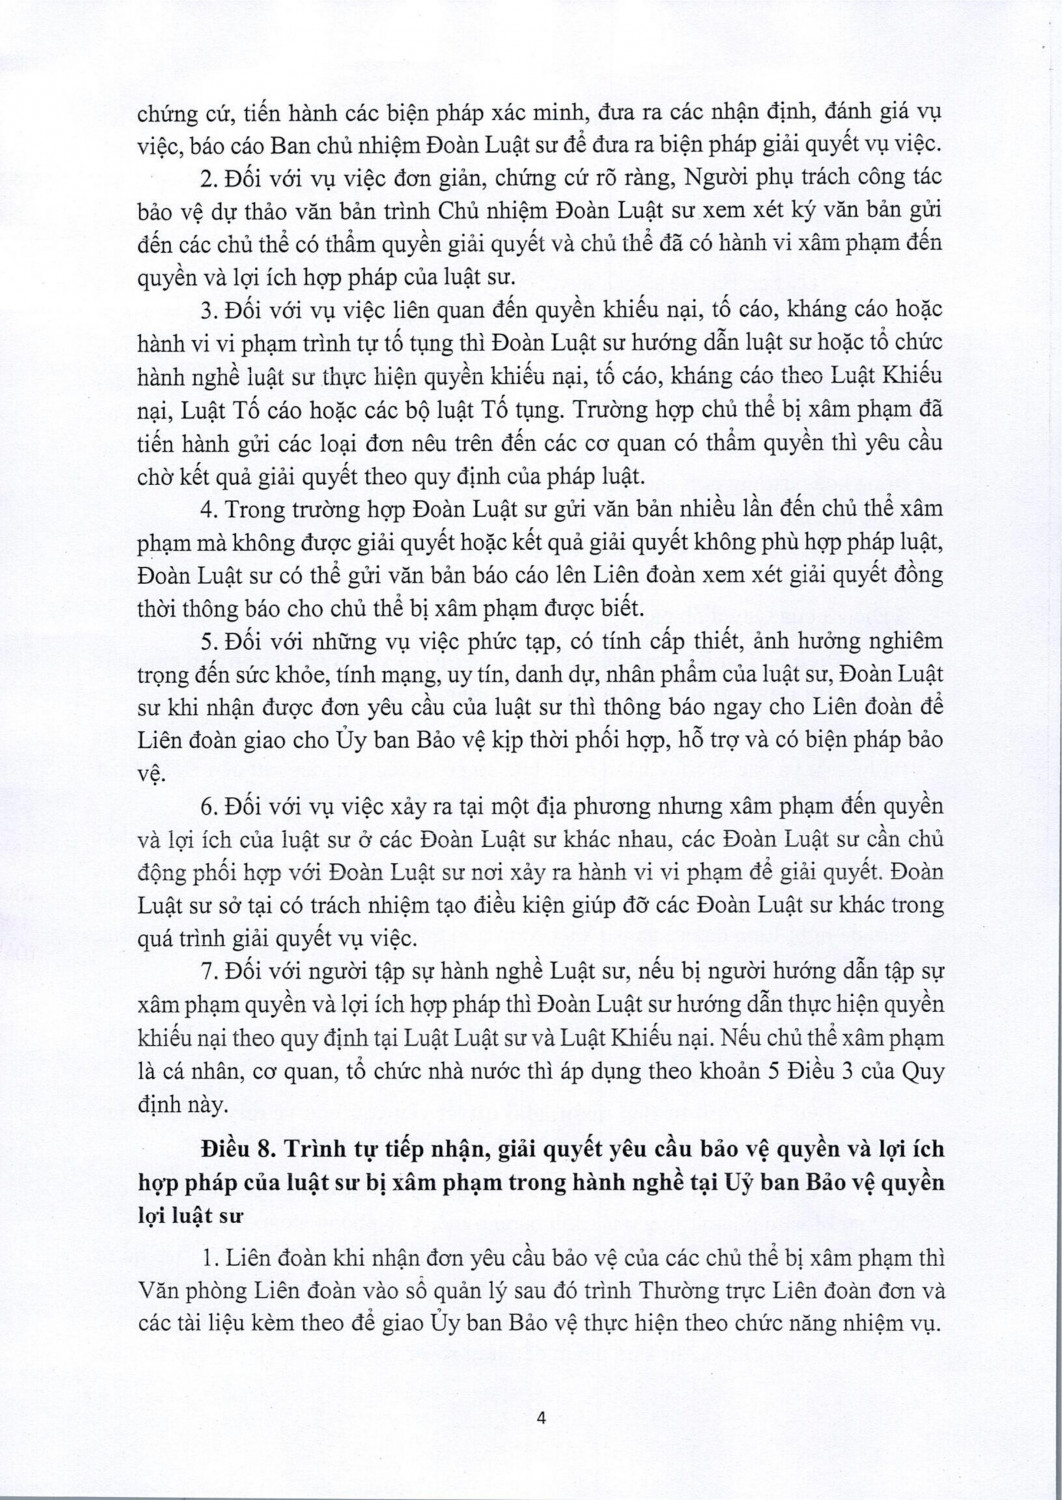 chứng cứ, tiến hành các biện pháp xác minh, đưa ra các nhận định, đánh giá vụ
việc, báo cáo Ban chủ nhiệm Đoàn Luật sư để đưa ra biện pháp giải quyết vụ việc.
2. Đối với vụ việc đơn giản, chứng cứ rõ ràng, Người phụ trách công tác
bảo vệ dự thảo văn bản trình Chủ nhiệm Đoàn Luật sư xem xét ký văn bản gửi
đến các chủ thể có thẩm quyền giải quyết và chủ thể đã có hành vi xâm phạm đến
quyền và lợi ích hợp pháp của luật sư.
3. Đối với vụ việc liên quan đến quyền khiếu nại, tố cáo, kháng cáo hoặc
hành vi vi phạm trình tự tố tụng thì Đoàn Luật sư hướng dẫn luật sư hoặc tổ chức
hành nghề luật sư thực hiện quyền khiếu nại, tố cáo, kháng cáo theo Luật Khiếu
nại, Luật Tố cáo hoặc các bộ luật Tố tụng. Trường hợp chủ thể bị xâm phạm đã
tiến hành gửi các loại đơn nêu trên đến các cơ quan có thẩm quyền thì yêu cầu
chờ kết quả giải quyết theo quy định của pháp luật.
4. Trong trường hợp Đoàn Luật sư gửi văn bản nhiều lần đến chủ thể xâm
phạm mà không được giải quyết hoặc kết quả giải quyết không phù hợp pháp luật,
Đoàn Luật sư có thể gửi văn bản báo cáo lên Liên đoàn xem xét giải quyết đồng
thời thông báo cho chủ thể bị xâm phạm được biết.
5. Đối với những vụ việc phức tạp, có tính cấp thiết, ảnh hưởng nghiêm
trọng đến sức khỏe, tính mạng, uy tín, danh dự, nhân phẩm của luật sư, Đoàn Luật
sư khi nhận được đơn yêu cầu của luật sư thì thông báo ngay cho Liên đoàn để
Liên đoàn giao cho Ủy ban Bảo vệ kịp thời phối hợp, hỗ trợ và có biện pháp bảo
vệ.
6. Đối với vụ việc xảy ra tại một địa phương nhưng xâm phạm đến quyền
và lợi ích của luật sư ở các Đoàn Luật sư khác nhau, các Đoàn Luật sư cần chủ
động phối hợp với Đoàn Luật sư nơi xảy ra hành vi vi phạm để giải quyết. Đoàn
Luật sư sở tại có trách nhiệm tạo điều kiện giúp đỡ các Đoàn Luật sư khác trong
quá trình giải quyết vụ việc.
7. Đối với người tập sự hành nghề Luật sư, nếu bị người hướng dẫn tập sự
xâm phạm quyền và lợi ích hợp pháp thì Đoàn Luật sư hướng dẫn thực hiện quyền
khiếu nại theo quy định tại Luật Luật sư và Luật Khiếu nại. Nếu chủ thể xâm phạm
là cá nhân, cơ quan, tổ chức nhà nước thì áp dụng theo khoản 5 Điều 3 của Quy
định này.
Điều 8. Trình tự tiếp nhận, giải quyết yêu cầu bảo vệ quyền và lợi ích
hợp pháp của luật sư bị xâm phạm trong hành nghề tại Uỷ ban Bảo vệ quyền
lợi luật sư
1. Liên đoàn khi nhận đơn yêu cầu bảo vệ của các chủ thể bị xâm phạm thì
Văn phòng Liên đoàn vào sổ quản lý sau đó trình Thường trực Liên đoàn đơn và
các tài liệu kèm theo để giao Ủy ban Bảo vệ thực hiện theo chức năng nhiệm vụ.
4